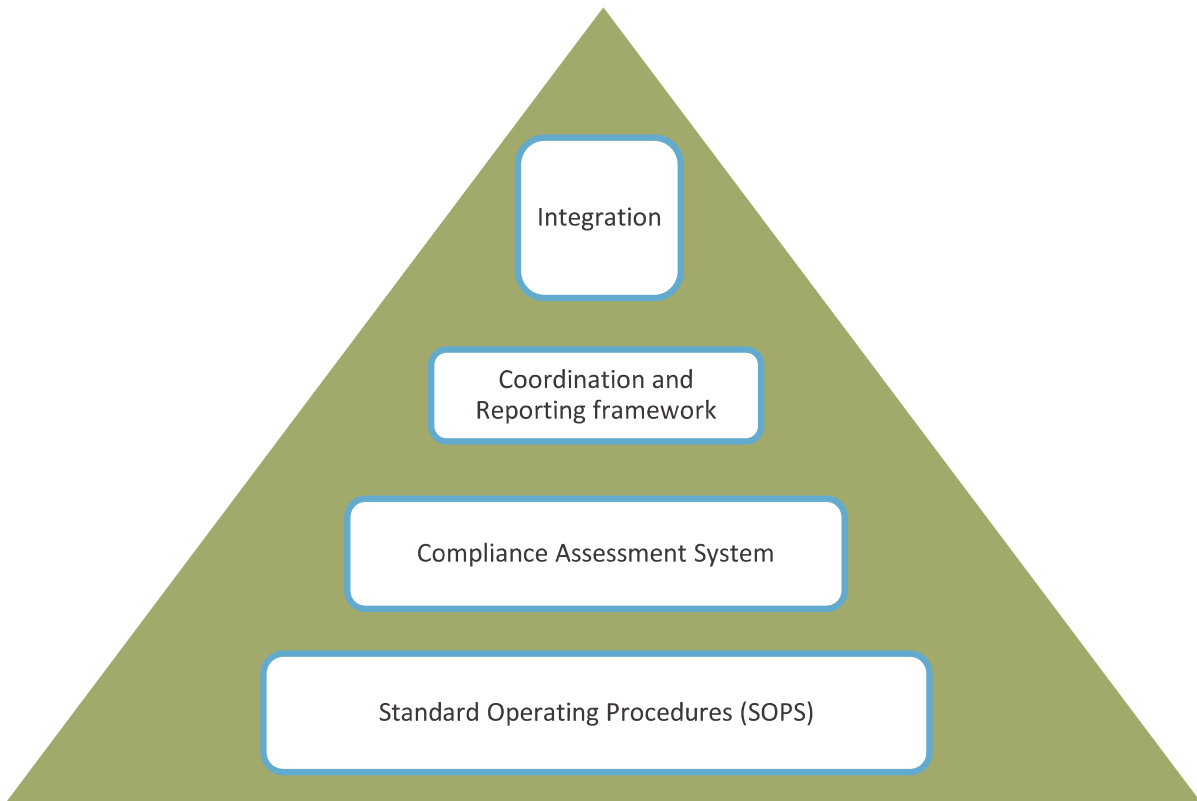 Integration
Coordination and
Reporting framework
Compliance Assessment System
Standard Operating Procedures (SOPS)